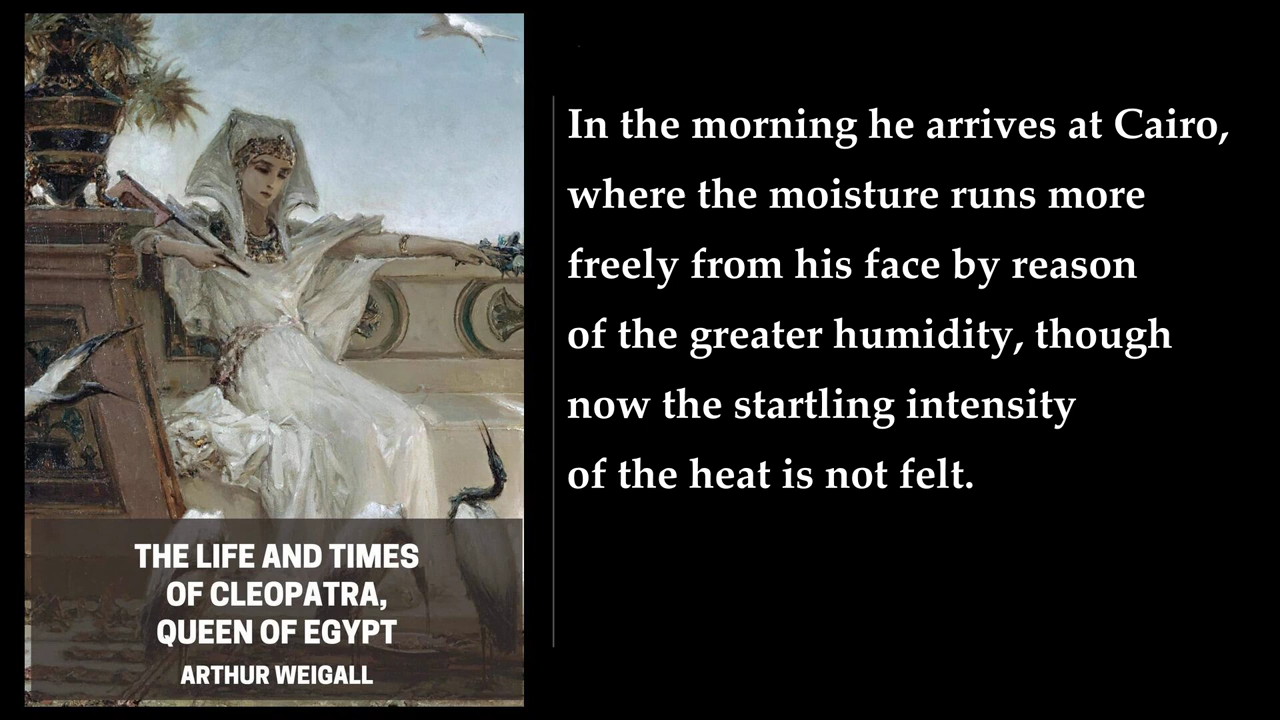 THE LIFE AND TIMES
OF CLEOPATRA,
QUEEN OF EGYPT
ARTHUR WEIGALL
In the morning he arrives at Cairo,
where the moisture runs more
freely from his face by reason
of the greater humidity, though
now the startling intensity
of the heat is not felt.